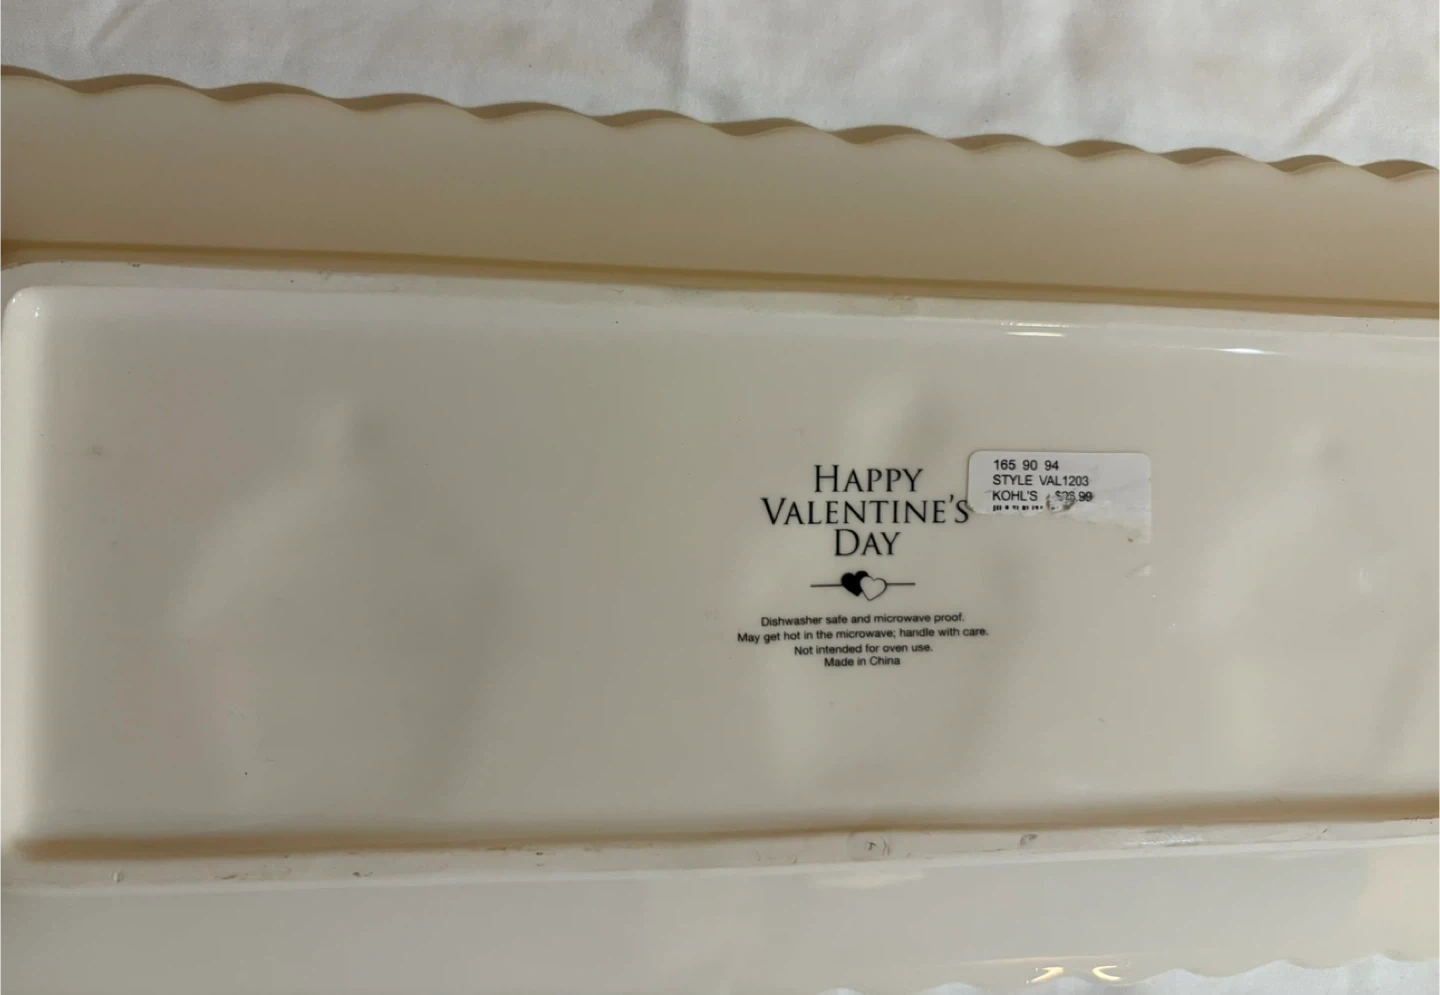 HAPPY
VALENTINE'S
DAY
165 90 94
STYLE VAL1203
KOHL'S
Dishwasher safe and microwave proof.
May get hot in the microwave; handle with care.
Not intended for oven use.
Made in China